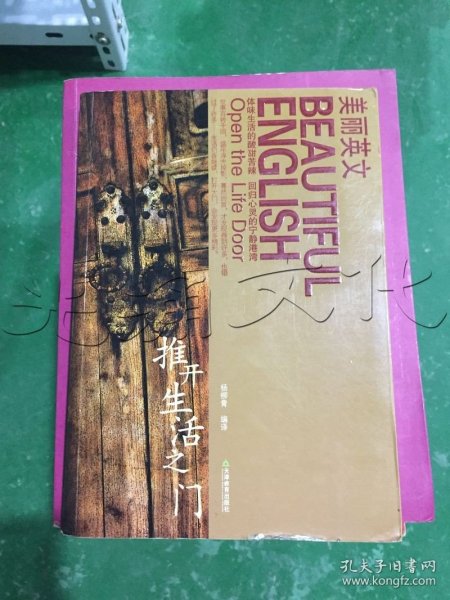 美丽英文
BEAUTIFUL
ENGLISH
体味生活的酸甜苦辣 回归心灵的宁静港湾
Open the Life Door
推开生活之门
杨柳青 编译
天津教育出版社
孔夫子旧书网
www.kongfz.com